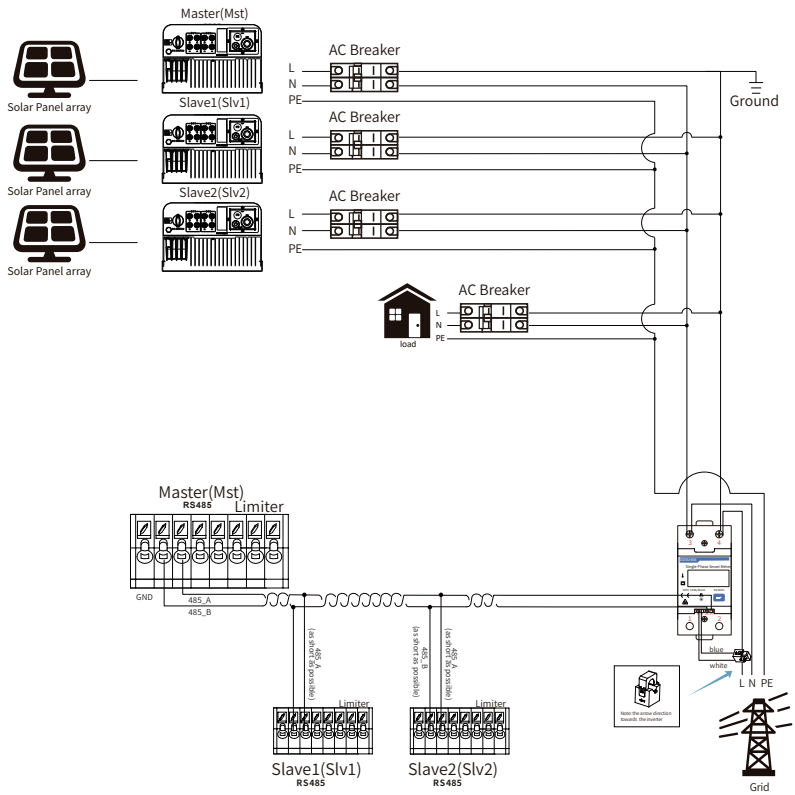 Master(Mst)
Solar Panel array
L
N
PE
AC Breaker
Ground
Slave1(Slv1)
Solar Panel array
L
N
PE
AC Breaker
Slave2(Slv2)
Solar Panel array
L
N
PE
AC Breaker
load
L
N
PE
AC Breaker
Master(Mst)
RS485
Limiter
GND
485_A
485_B
485_A
(as short as possible)
485_B
(as short as possible)
485_A
(as short as possible)
Limiter
Slave1(Slv1)
RS485
Limiter
Slave2(Slv2)
RS485
3
4
Single-Phase Smart Meter
1
2
blue
white
L N PE
Note: the arrow direction
towards the inverter
Grid